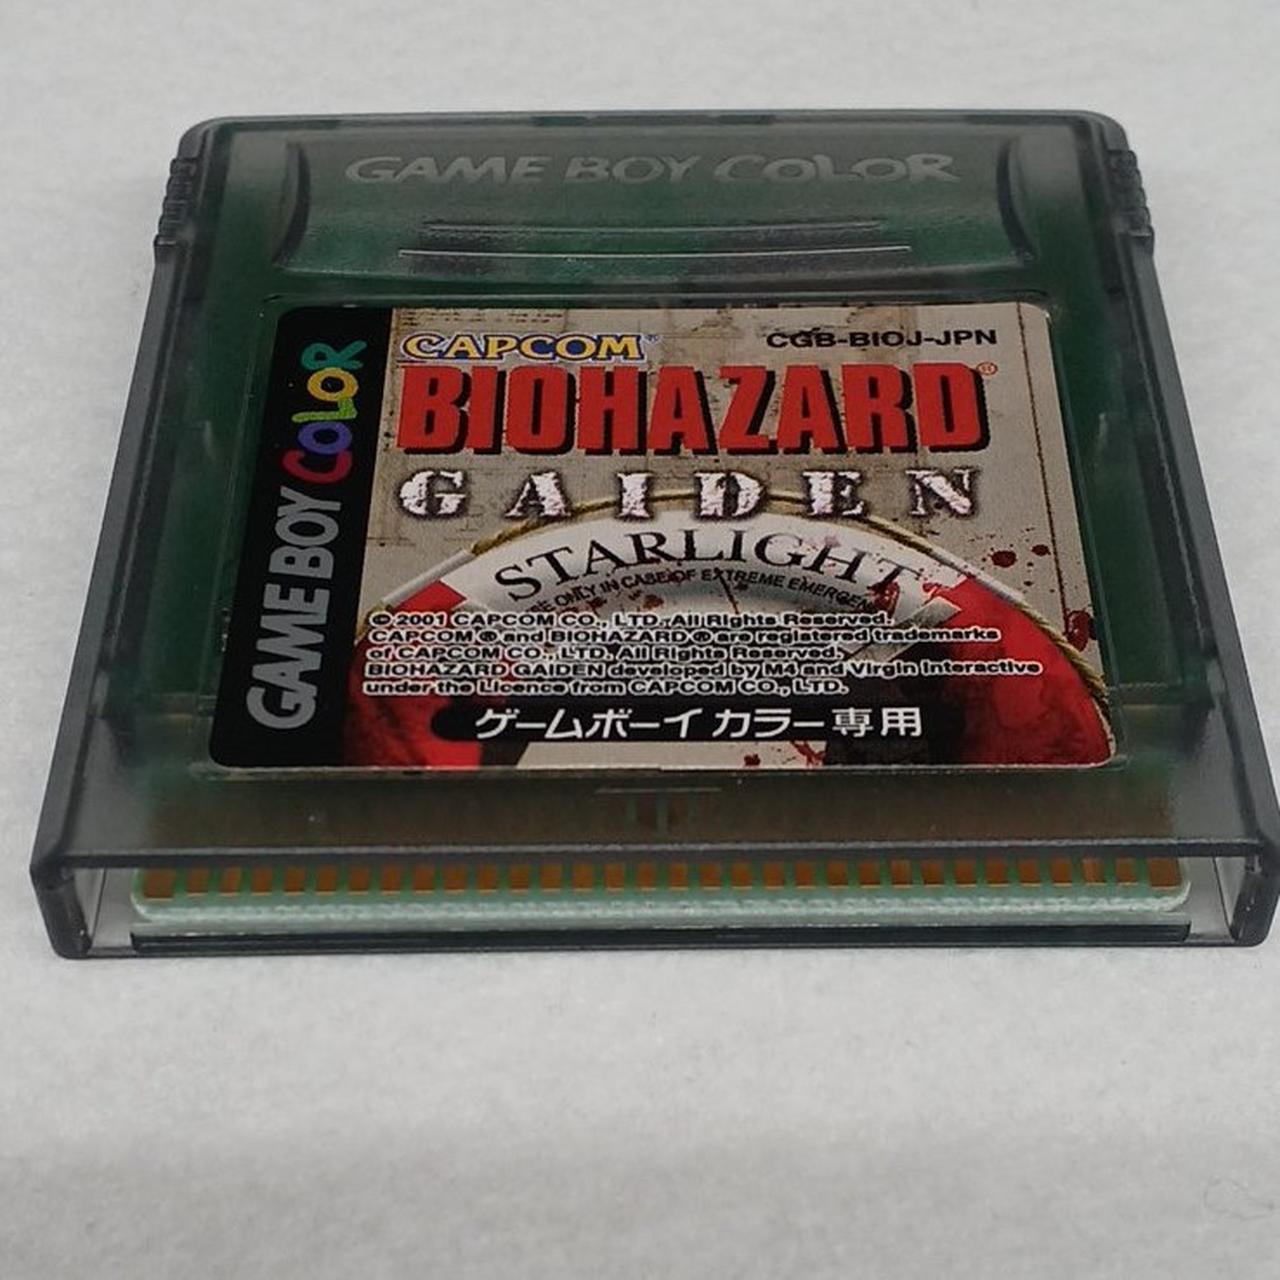 GAME BOY COLOR
GAME BOY COLOR
CAPCOM®
CGB-BIOJ-JPN
BIOHAZARD®
GAIDEN
STARLIGHT
ONLY IN CASE OF EXTREME
© 2001 CAPCOM CO., LTD. All Rights Reserved.
CAPCOM ® and BIOHAZARD ® are registered trademarks
of CAPCOM CO., LTD. All Rights Reserved.
BIOHAZARD GAIDEN developed by M4 and Virgin Interactive
under the Licence from CAPCOM CO., LTD.
ゲームボーイ カラー専用